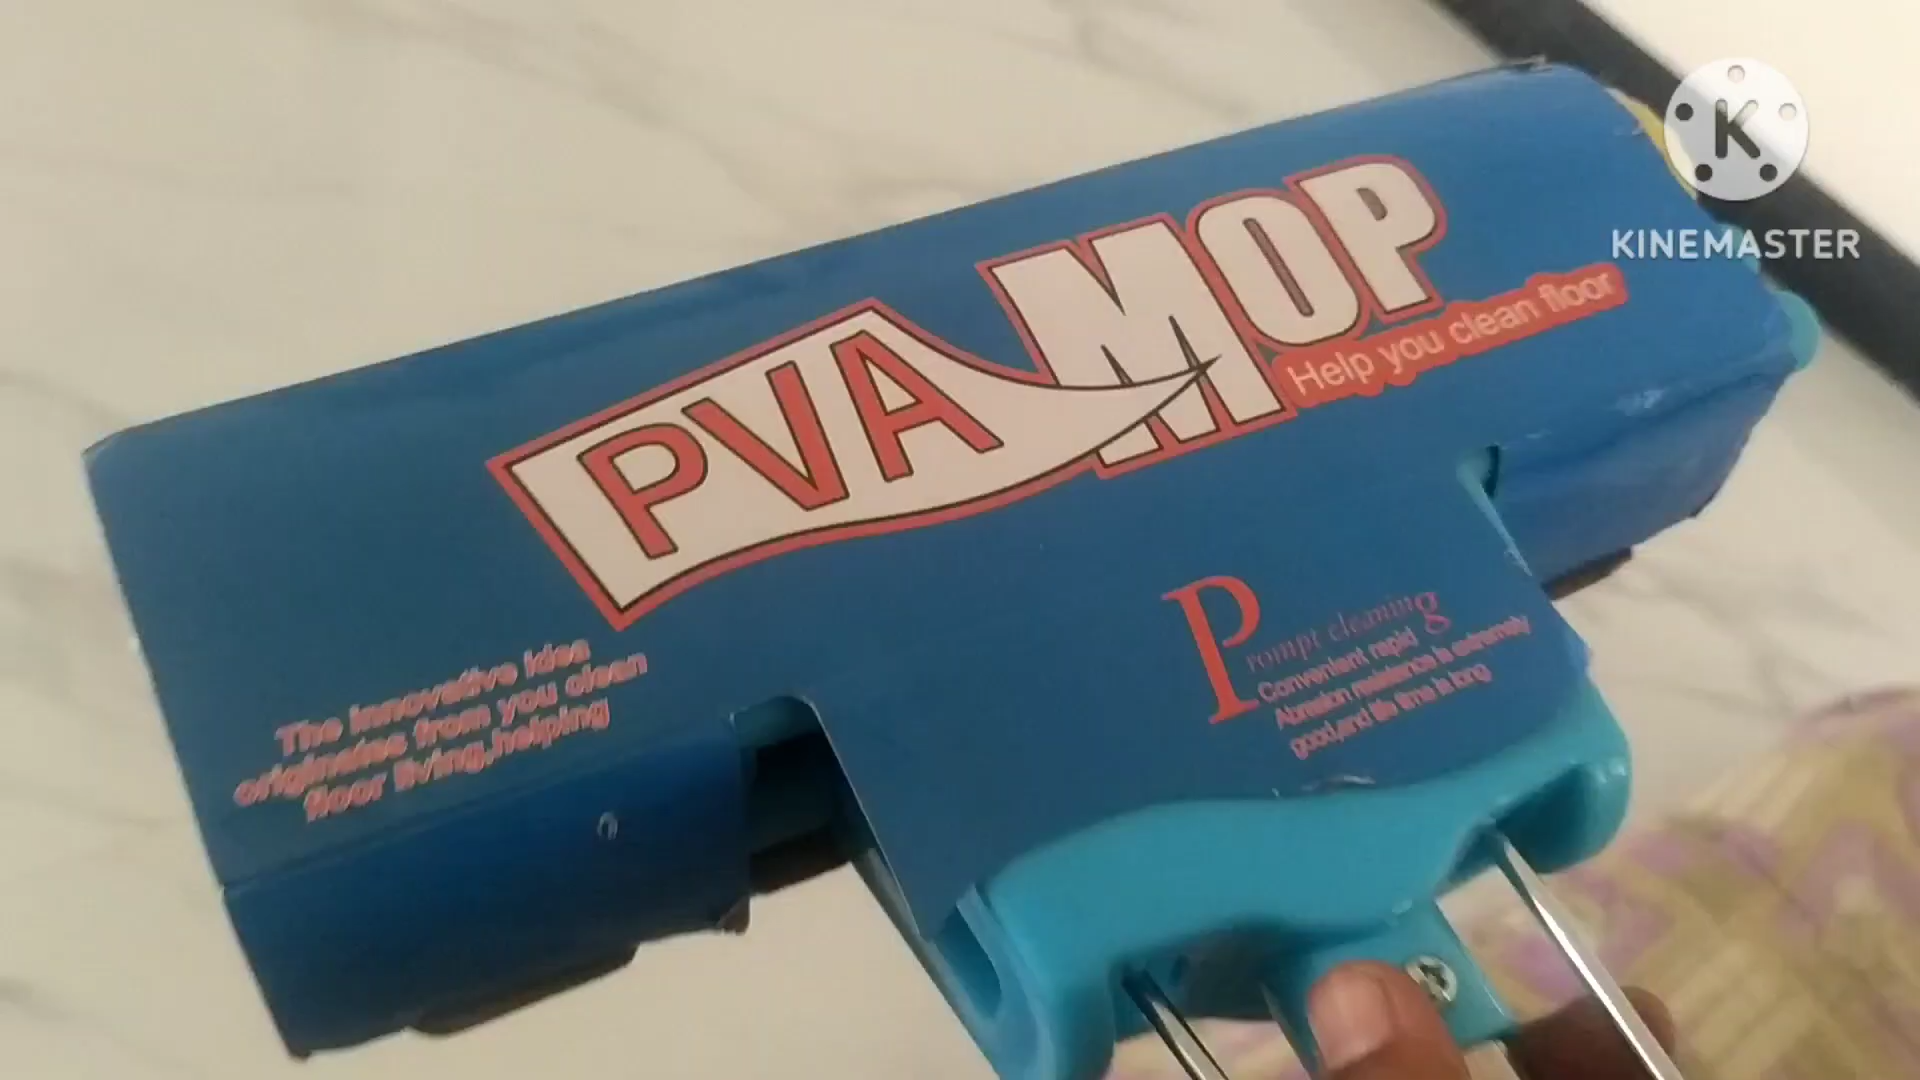 K
KINEMASTER
PVA MOP
Help you clean floor
Prompt cleaning
Convenient rapid
Abrasion resistance is extremely
good,and life time is long
The innovative idea
originates from you clean
floor living,helping